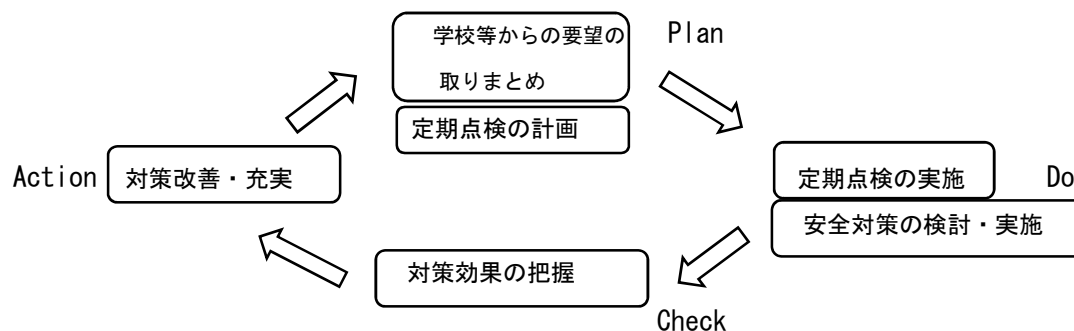 学校等からの要望の
取りまとめ
Plan
定期点検の計画
Action
対策改善・充実
定期点検の実施
Do
安全対策の検討・実施
対策効果の把握
Check